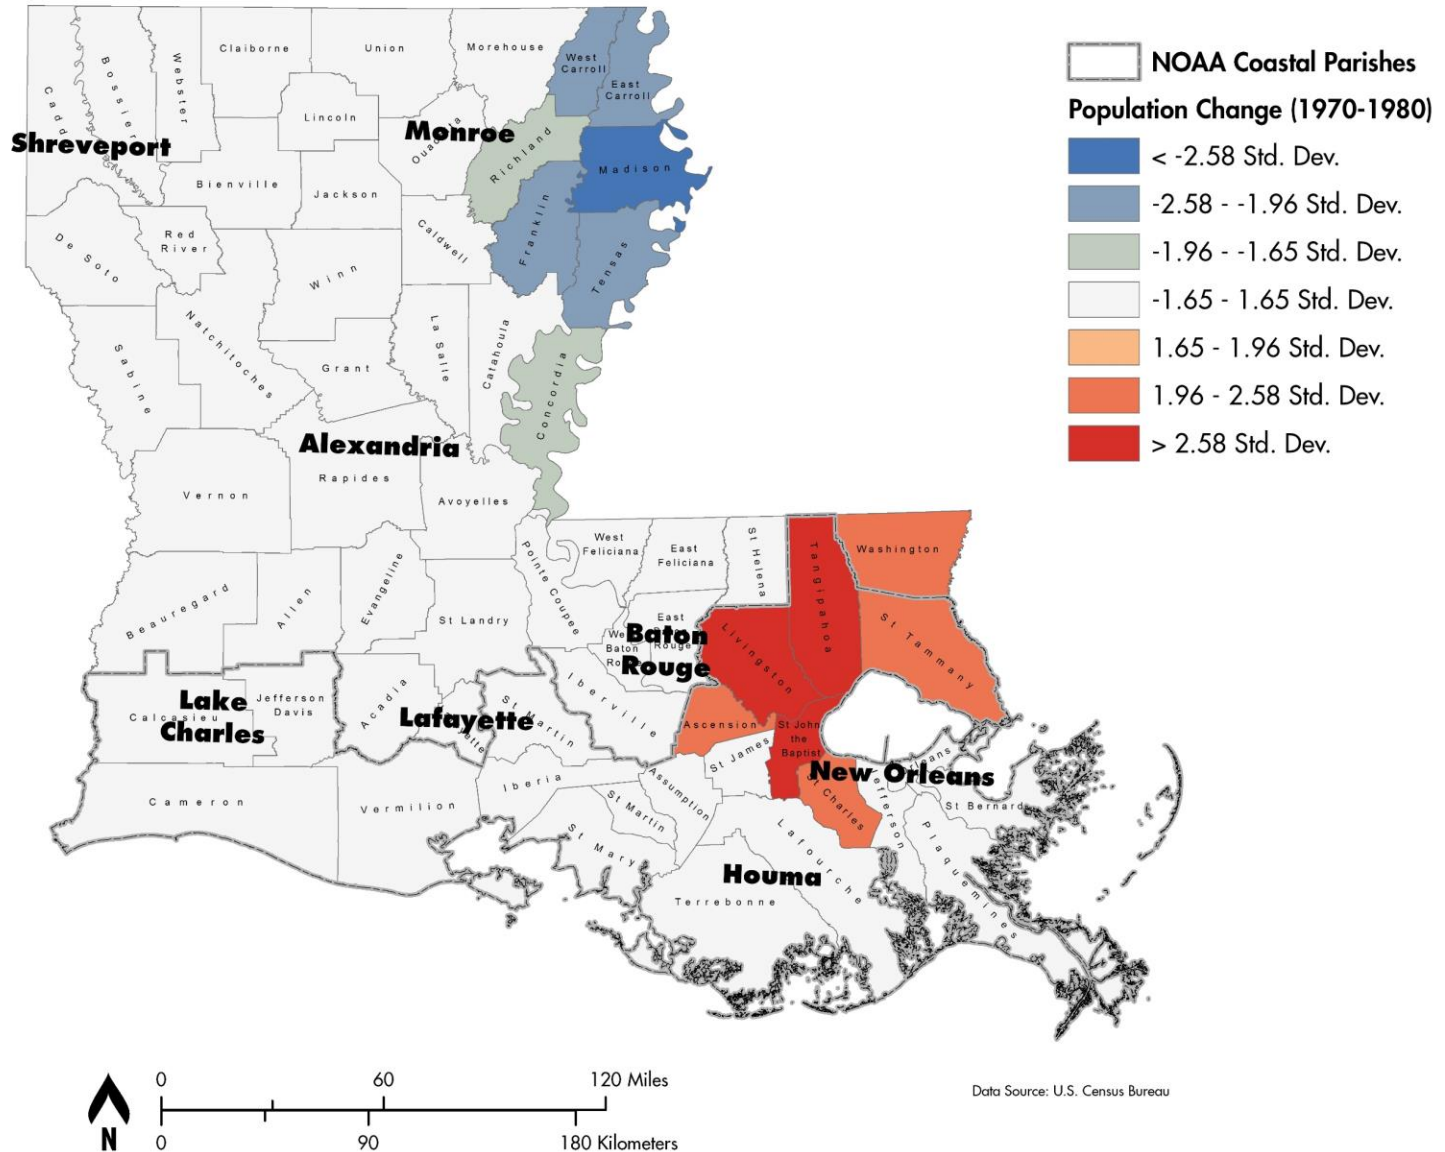 NOAA Coastal Parishes
Population Change (1970-1980)
< -2.58 Std. Dev.
-2.58 - -1.96 Std. Dev.
-1.96 - -1.65 Std. Dev.
-1.65 - 1.65 Std. Dev.
1.65 - 1.96 Std. Dev.
1.96 - 2.58 Std. Dev.
> 2.58 Std. Dev.
Bossier
Webster
Claiborne
Union
Morehouse
West
Carroll
East
Carroll
Lincoln
Shreveport
Monroe
Richland
Madison
Bienville
Jackson
Franklin
De Soto
Red
River
Winn
Caldwell
Tensas
Sabine
Natchitoches
Grant
La Salle
Catahoula
Concordia
Alexandria
Vernon
Rapides
Avoyelles
West
Feliciana
East
Feliciana
St Helena
Tangipahoa
Washington
Beauregard
Allen
Evangeline
St Landry
Pointe Coupee
East
Baton
Rouge
Baton
Rouge
Livingston
St Tammany
Lake
Charles
Calcasieu
Jefferson
Davis
Acadia
Lafayette
St Martin
Iberville
Ascension
St John
the
Baptist
St James
New Orleans
Cameron
Vermilion
Iberia
Assumption
St Martin
St Mary
St Charles
Jefferson
St Bernard
Plaquemines
Lafourche
Houma
Terrebonne
0 60 120 Miles
N
0 90 180 Kilometers
Data Source: U.S. Census Bureau